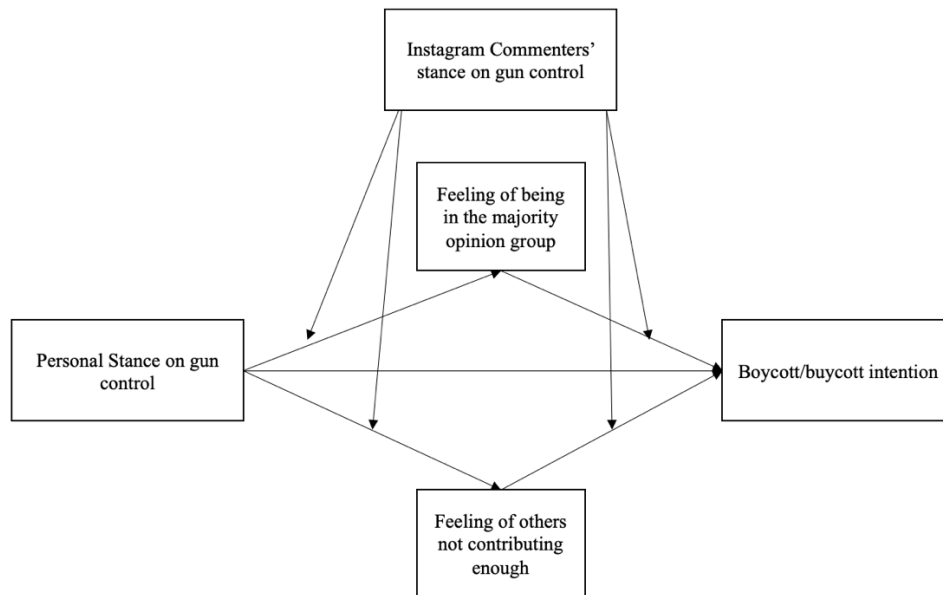 Instagram Commenters’
stance on gun control
Feeling of being
in the majority
opinion group
Personal Stance on gun
control
Boycott/buycott intention
Feeling of others
not contributing
enough